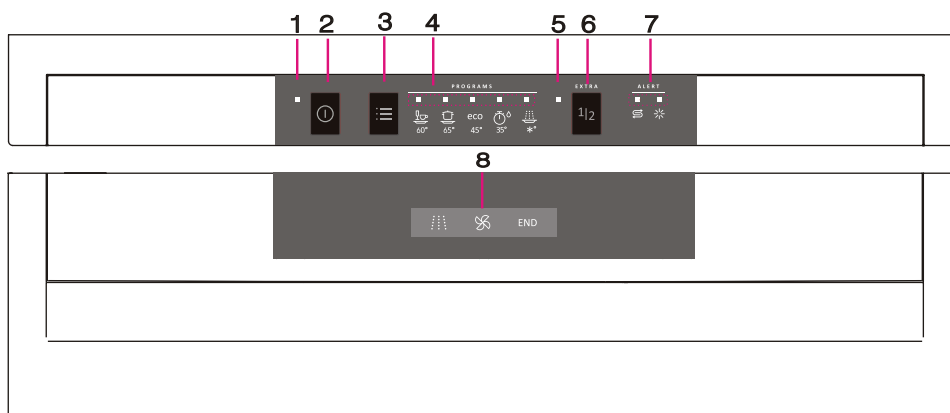 1 2 3 4 5 6 7
PROGRAMS EXTRA ALERT
eco 1|2
60° 65° 45° 35° *°
8
END